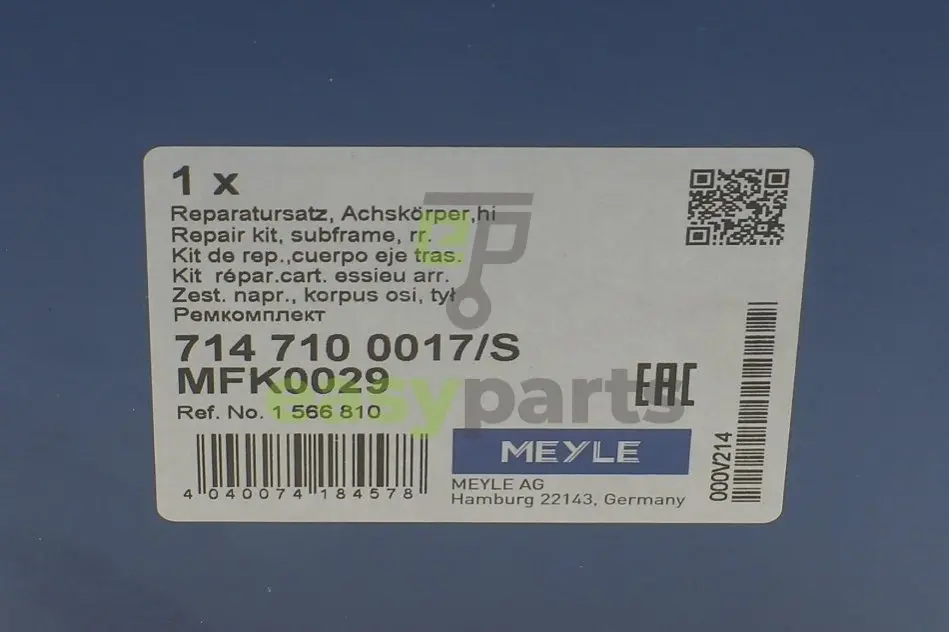 1 x
Reparatursatz, Achskörper,hi
Repair kit, subframe, rr.
Kit de rep.,cuerpo eje tras.
Kit répar.cart. essieu arr.
Zest. napr., korpus osi, tył
Ремкомплект
714 710 0017/S
MFK0029
Ref. No. 1 566 810
easyparts
EAC
MEYLE
MEYLE AG
Hamburg 22143, Germany
4 040074 184578
000V214